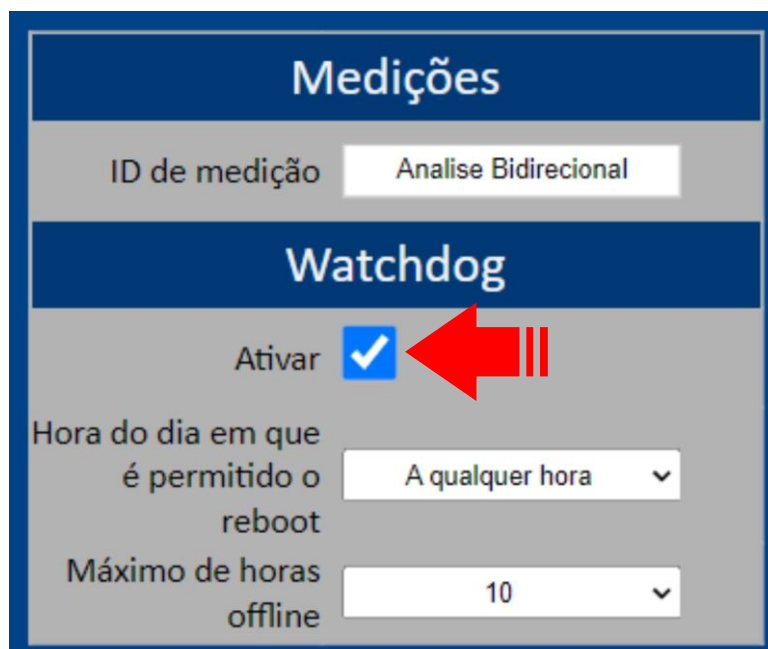 Medições
ID de medição Analise Bidirecional
Watchdog
Ativar
Hora do dia em que
é permitido o A qualquer hora
reboot
Máximo de horas
offline 10